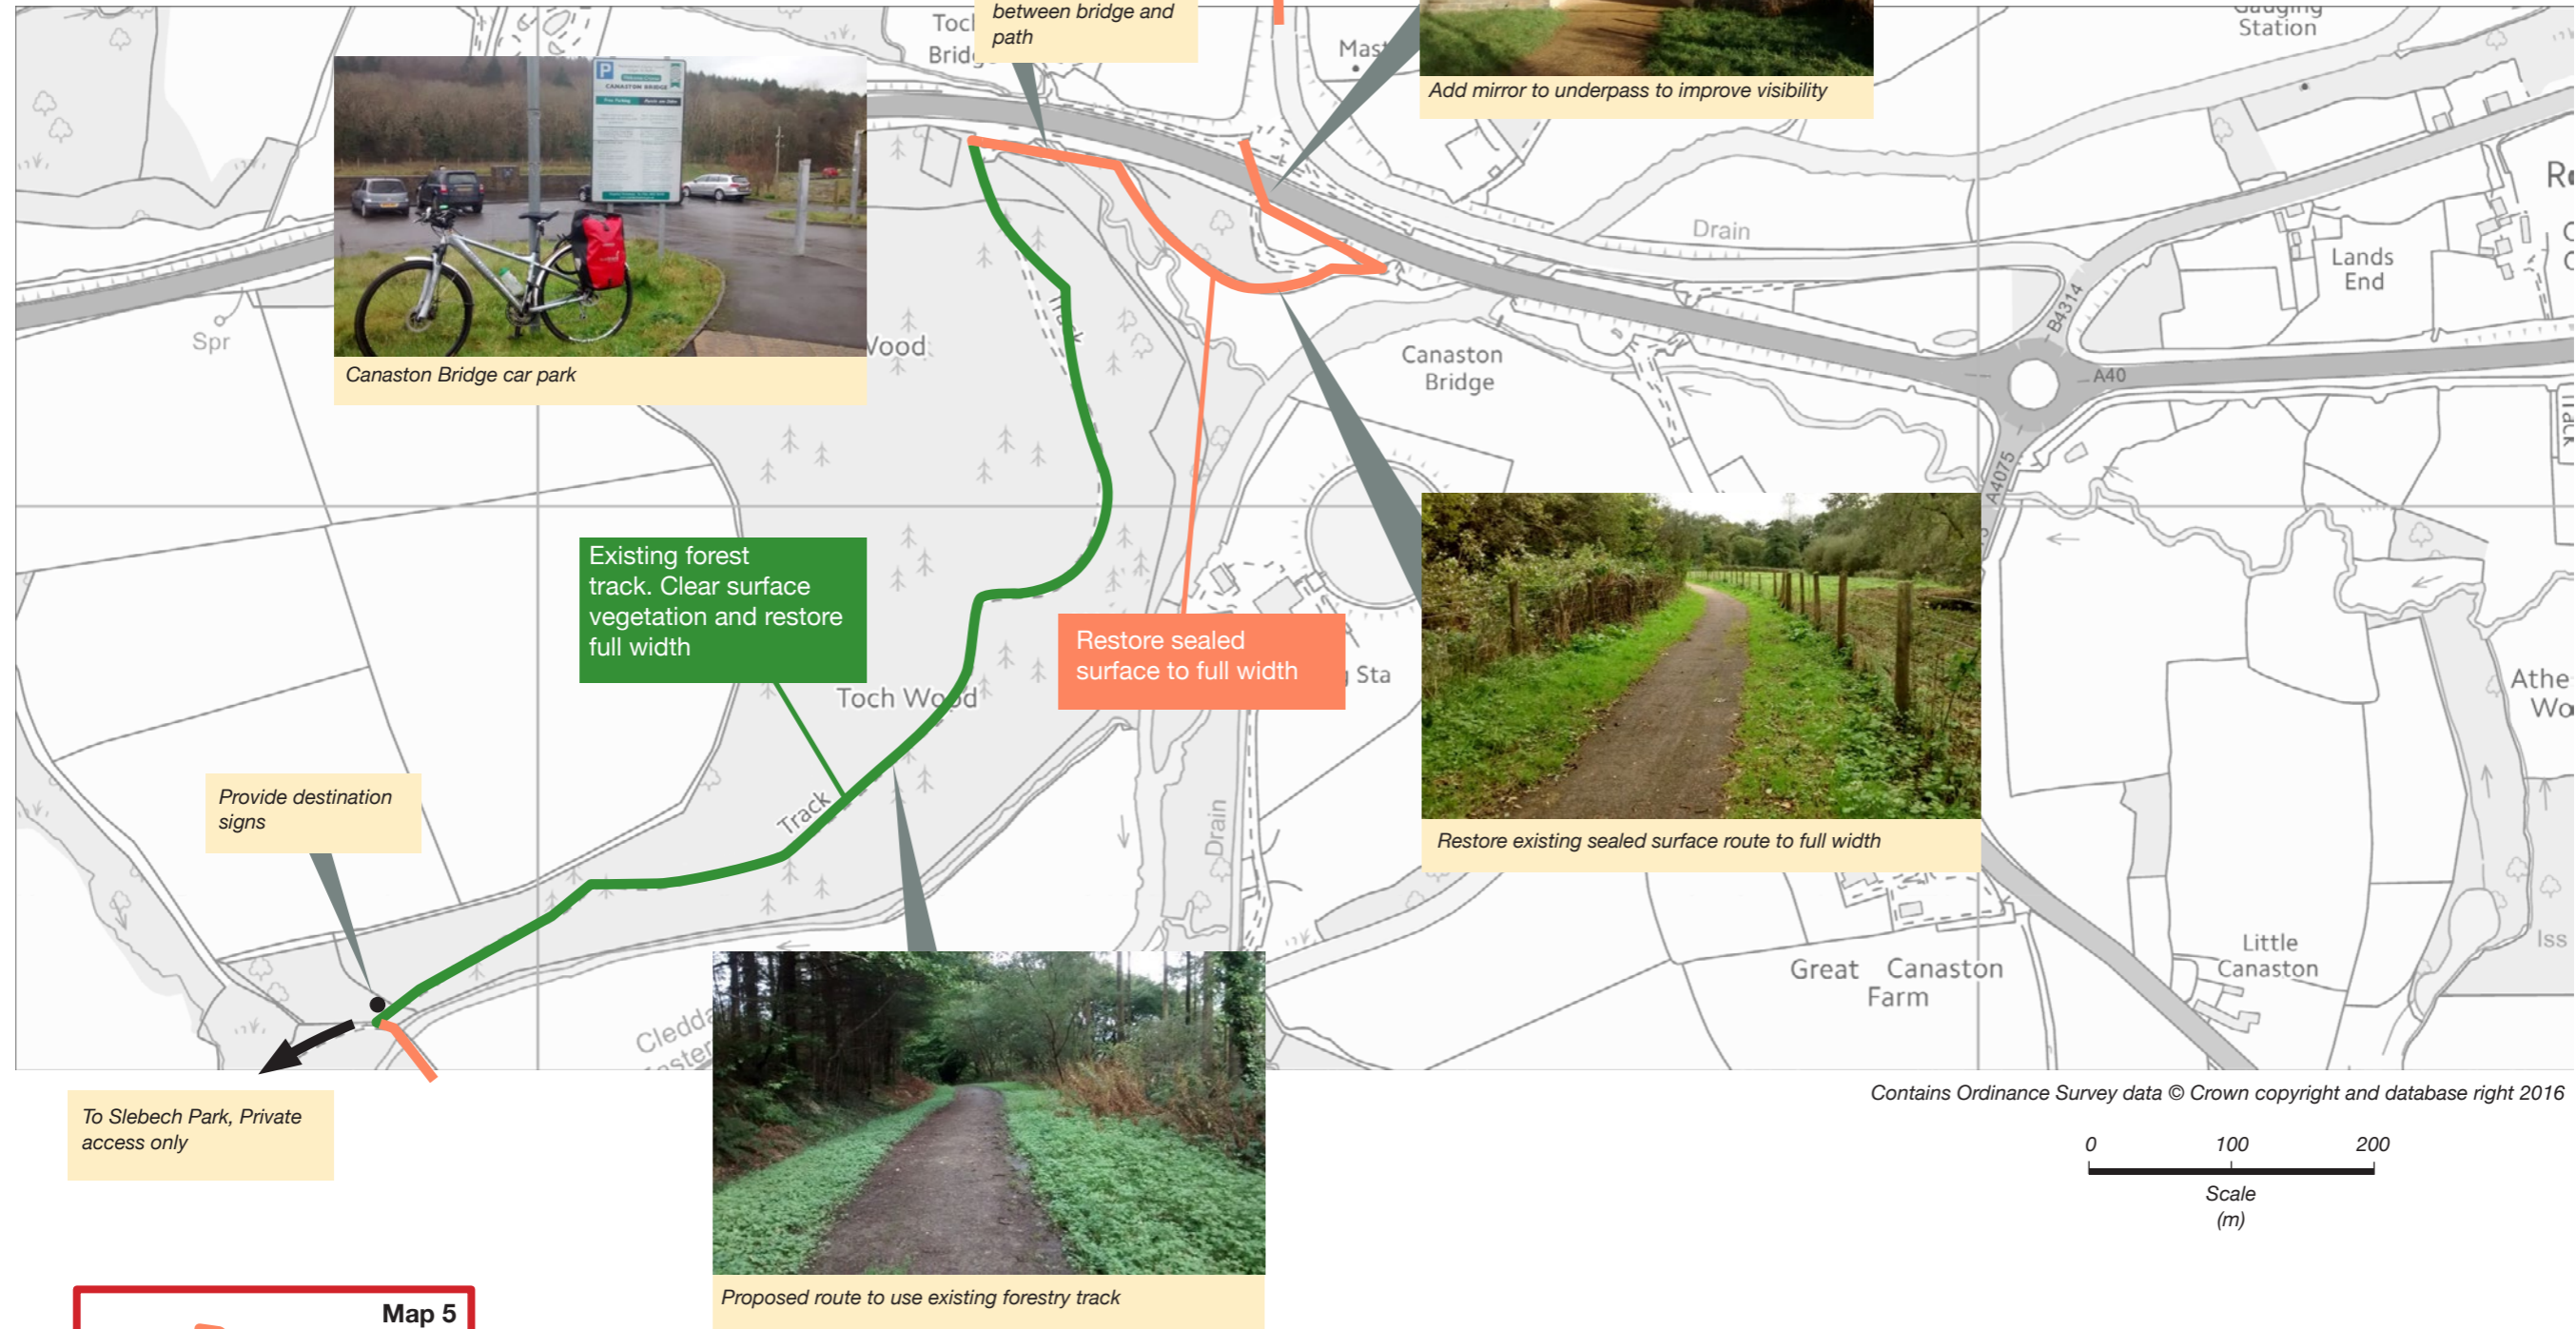 between bridge and
path
Add mirror to underpass to improve visibility
Station
Drain
Lands
End
B4314
A40
A4075
Spr
P
CANASTON BRIDGE
Canaston Bridge car park
Canaston
Bridge
Track
Existing forest
track. Clear surface
vegetation and restore
full width
Restore sealed
surface to full width
Sta
Toch Wood
Track
Drain
Restore existing sealed surface route to full width
Provide destination
signs
Great Canaston
Farm
Little
Canaston
Iss
To Slebech Park, Private
access only
Proposed route to use existing forestry track
Contains Ordinance Survey data © Crown copyright and database right 2016
0 100 200
Scale
(m)
Map 5